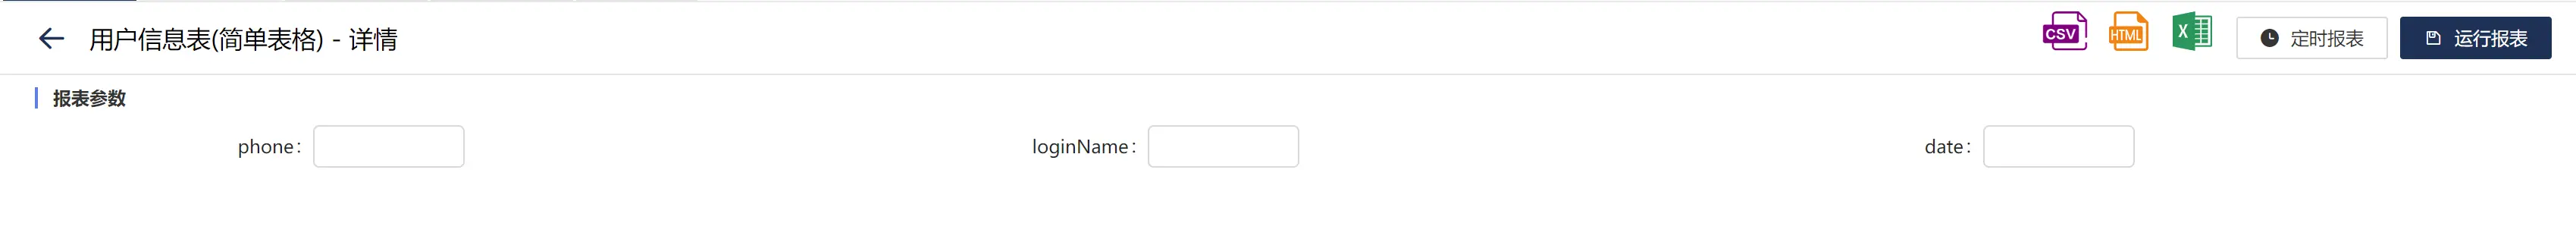 用户信息表(简单表格) - 详情
CSV
HTML
X
定时报表
运行报表
报表参数
phone：
loginName：
date：